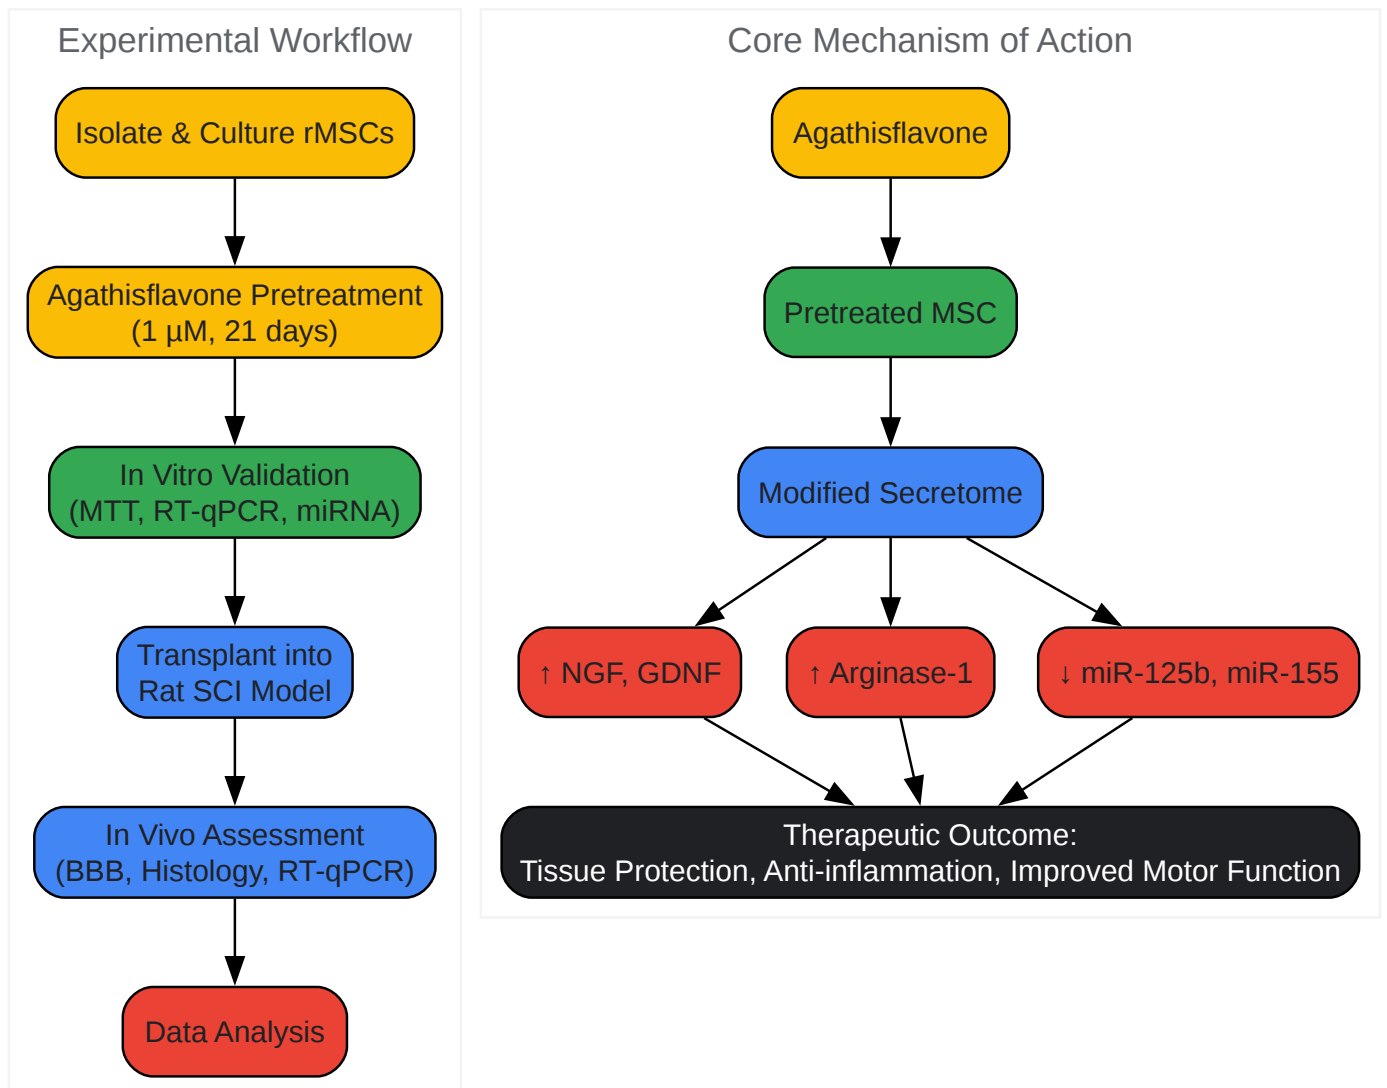 Experimental Workflow
Isolate & Culture rMSCs
Agathisflavone Pretreatment
(1 µM, 21 days)
In Vitro Validation
(MTT, RT-qPCR, miRNA)
Transplant into
Rat SCI Model
In Vivo Assessment
(BBB, Histology, RT-qPCR)
Data Analysis
Core Mechanism of Action
Agathisflavone
Pretreated MSC
Modified Secretome
↑ NGF, GDNF
↑ Arginase-1
↓ miR-125b, miR-155
Therapeutic Outcome:
Tissue Protection, Anti-inflammation, Improved Motor Function